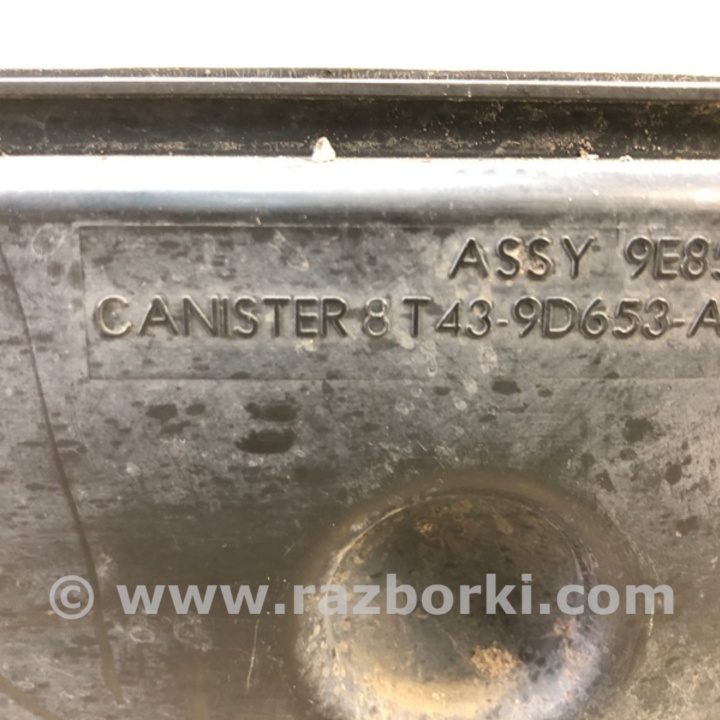 ASSY 9E85
CANISTER 8T43-9D653-A
© www.razborki.com